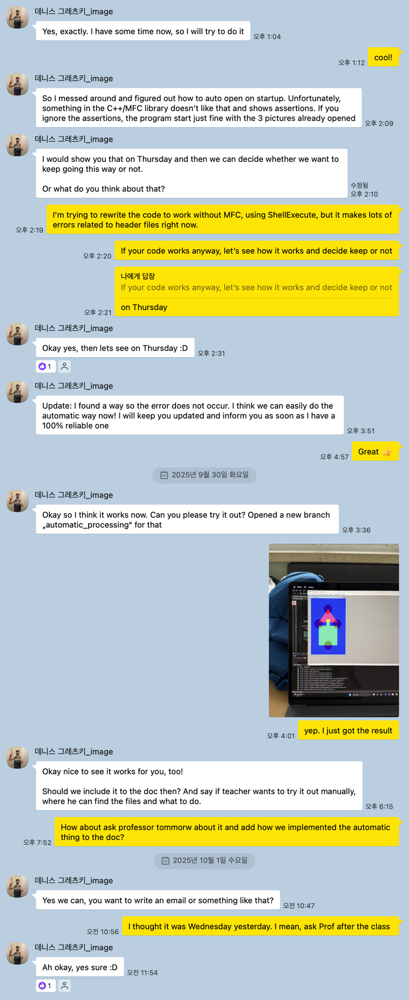 데니스 그레츠키_image
Yes, exactly. I have some time now, so I will try to do it
오후 1:04
cool!
오후 1:12
데니스 그레츠키_image
So I messed around and figured out how to auto open on startup. Unfortunately,
something in the C++/MFC library doesn’t like that and shows assertions. If you
ignore the assertions, the program start just fine with the 3 pictures already opened
오후 2:09
데니스 그레츠키_image
I would show you that on Thursday and then we can decide whether we want to
keep going this way or not.
Or what do you think about that?
수정됨
오후 2:10
I’m trying to rewrite the code to work without MFC, using ShellExecute, but it makes lots of
errors related to header files right now.
오후 2:19
If your code works anyway, let’s see how it works and decide keep or not
오후 2:20
나에게 답장
If your code works anyway, let’s see how it works and decide keep or not
on Thursday
오후 2:21
데니스 그레츠키_image
Okay yes, then lets see on Thursday :D
오후 2:31
1
데니스 그레츠키_image
Update: I found a way so the error does not occur. I think we can easily do the
automatic way now! I will keep you updated and inform you as soon as I have a
100% reliable one
오후 3:51
Great 👍
오후 4:57
2025년 9월 30일 화요일
데니스 그레츠키_image
Okay so I think it works now. Can you please try it out? Opened a new branch
„automatic_processing“ for that
오후 3:36
yep. I just got the result
오후 4:01
데니스 그레츠키_image
Okay nice to see it works for you, too!
Should we include it to the doc then? And say if teacher wants to try it out manually,
where he can find the files and what to do.
오후 6:15
How about ask professor tommorw about it and add how we implemented the automatic
thing to the doc?
오후 7:52
2025년 10월 1일 수요일
데니스 그레츠키_image
Yes we can, you want to write an email or something like that?
오전 10:47
I thought it was Wednesday yesterday. I mean, ask Prof after the class
오전 10:56
데니스 그레츠키_image
Ah okay, yes sure :D
오전 11:54
1